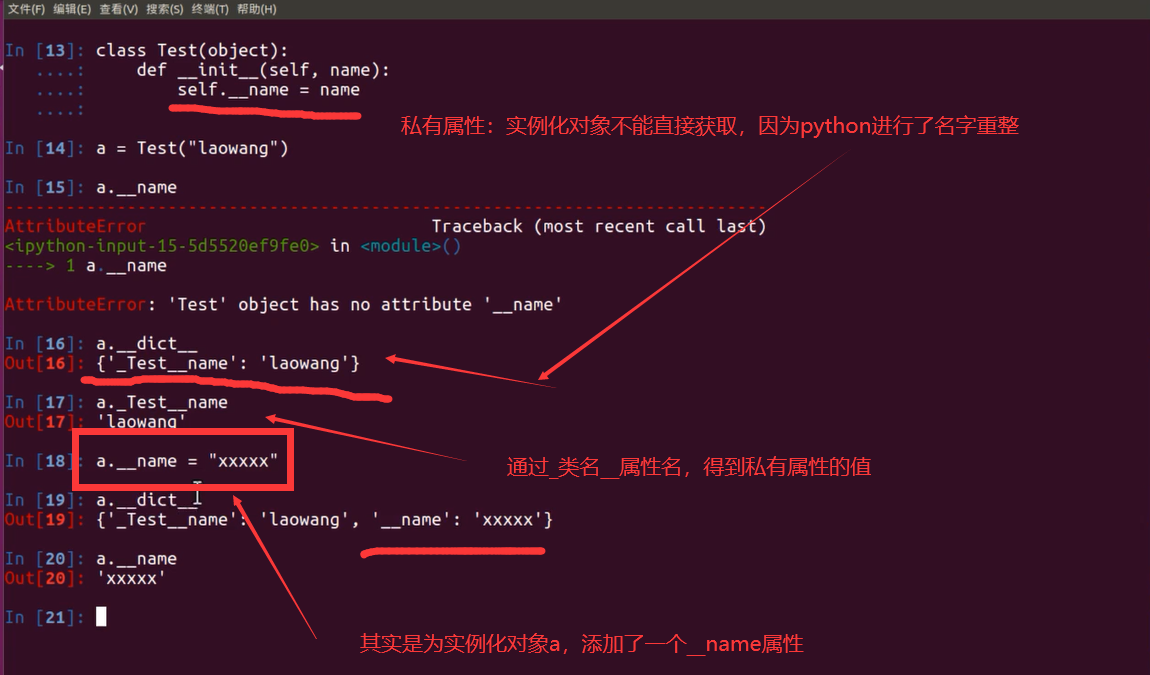 文件(F) 编辑(E) 查看(V) 搜索(S) 终端(T) 帮助(H)
In [13]: class Test(object):
....:     def __init__(self, name):
....:         self.__name = name
....:
私有属性：实例化对象不能直接获取，因为python进行了名字重整
In [14]: a = Test("laowang")
In [15]: a.__name
---------------------------------------------------------------------------
AttributeError                            Traceback (most recent call last)
<ipython-input-15-5d5520ef9fe0> in <module>()
----> 1 a.__name
AttributeError: 'Test' object has no attribute '__name'
In [16]: a.__dict__
Out[16]: {'_Test__name': 'laowang'}
In [17]: a._Test__name
Out[17]: 'laowang'
In [18]: a.__name = "xxxxx"
通过_类名__属性名，得到私有属性的值
In [19]: a.__dict__
Out[19]: {'_Test__name': 'laowang', '__name': 'xxxxx'}
In [20]: a.__name
Out[20]: 'xxxxx'
In [21]:
其实是为实例化对象a，添加了一个__name属性